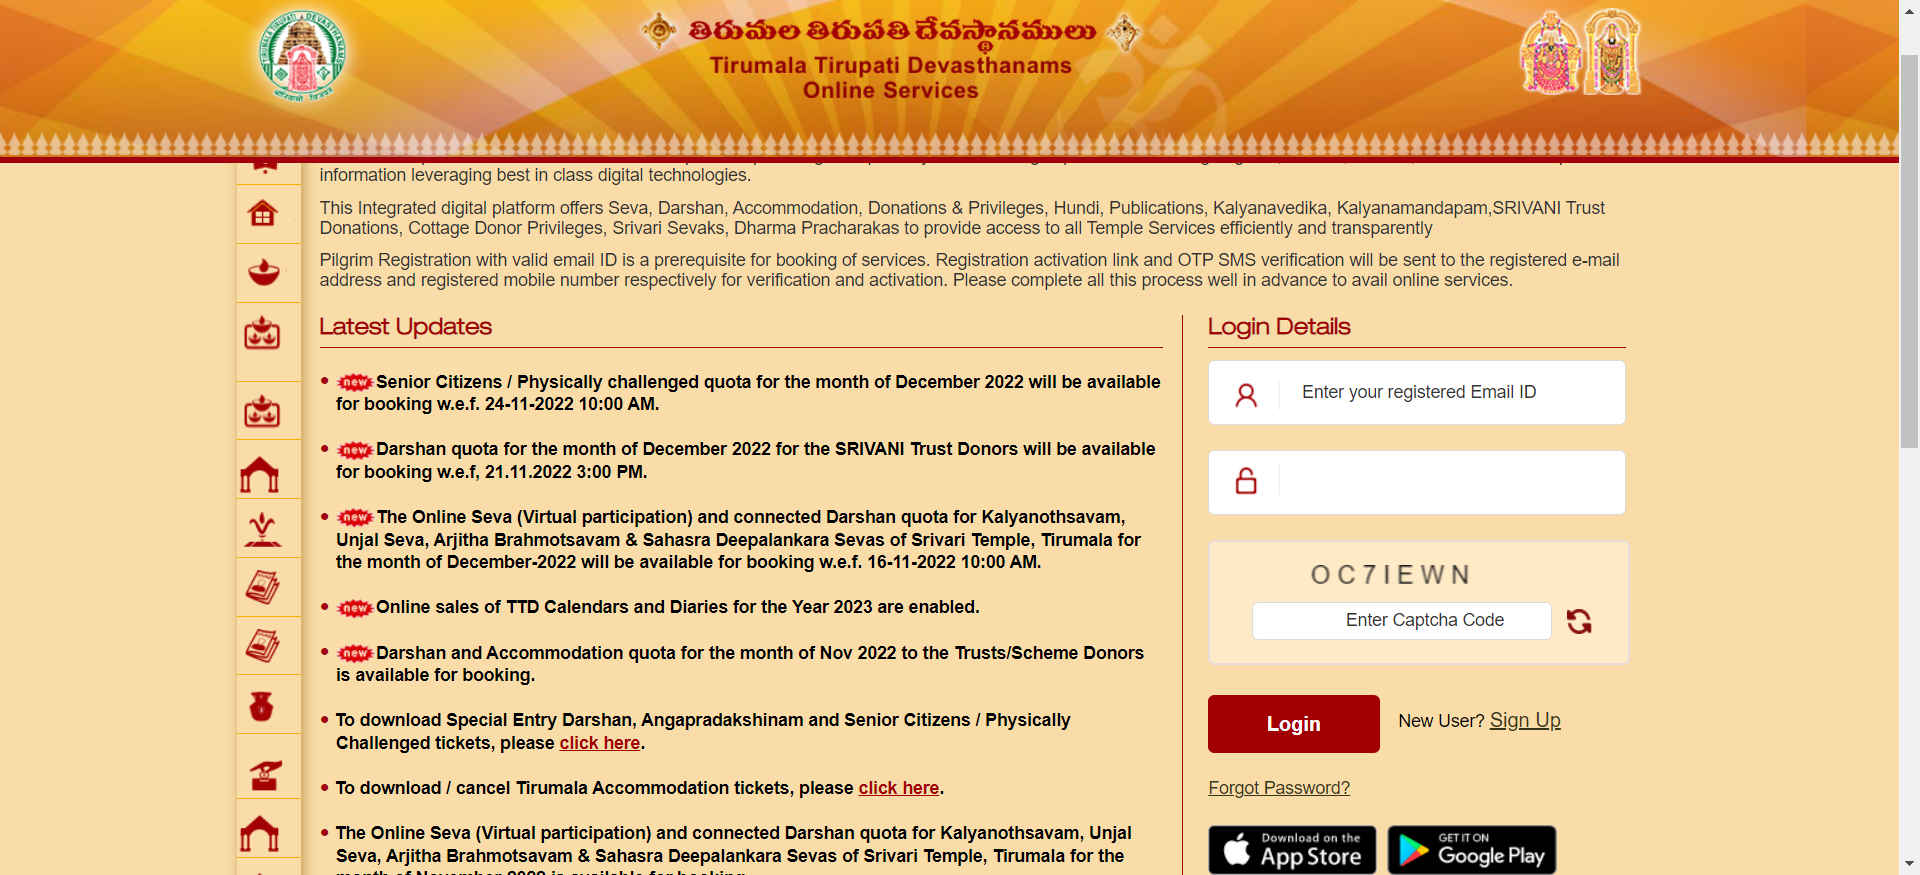 తిరుమల తిరుపతి దేవస్థానములు
Tirumala Tirupati Devasthanams
Online Services
TIRUMALA TIRUPATI DEVASTHANAMS
information leveraging best in class digital technologies.
This Integrated digital platform offers Seva, Darshan, Accommodation, Donations & Privileges, Hundi, Publications, Kalyanavedika, Kalyanamandapam,SRIVANI Trust
Donations, Cottage Donor Privileges, Srivari Sevaks, Dharma Pracharakas to provide access to all Temple Services efficiently and transparently
Pilgrim Registration with valid email ID is a prerequisite for booking of services. Registration activation link and OTP SMS verification will be sent to the registered e-mail
address and registered mobile number respectively for verification and activation. Please complete all this process well in advance to avail online services.
Latest Updates
new Senior Citizens / Physically challenged quota for the month of December 2022 will be available
for booking w.e.f. 24-11-2022 10:00 AM.
new Darshan quota for the month of December 2022 for the SRIVANI Trust Donors will be available
for booking w.e.f, 21.11.2022 3:00 PM.
new The Online Seva (Virtual participation) and connected Darshan quota for Kalyanothsavam,
Unjal Seva, Arjitha Brahmotsavam & Sahasra Deepalankara Sevas of Srivari Temple, Tirumala for
the month of December-2022 will be available for booking w.e.f. 16-11-2022 10:00 AM.
new Online sales of TTD Calendars and Diaries for the Year 2023 are enabled.
new Darshan and Accommodation quota for the month of Nov 2022 to the Trusts/Scheme Donors
is available for booking.
To download Special Entry Darshan, Angapradakshinam and Senior Citizens / Physically
Challenged tickets, please click here.
To download / cancel Tirumala Accommodation tickets, please click here.
The Online Seva (Virtual participation) and connected Darshan quota for Kalyanothsavam, Unjal
Seva, Arjitha Brahmotsavam & Sahasra Deepalankara Sevas of Srivari Temple, Tirumala for the
month of November 2022 is available for booking.
Login Details
Enter your registered Email ID
OC7IEWN
Enter Captcha Code
Login
New User? Sign Up
Forgot Password?
Download on the
App Store
GET IT ON
Google Play